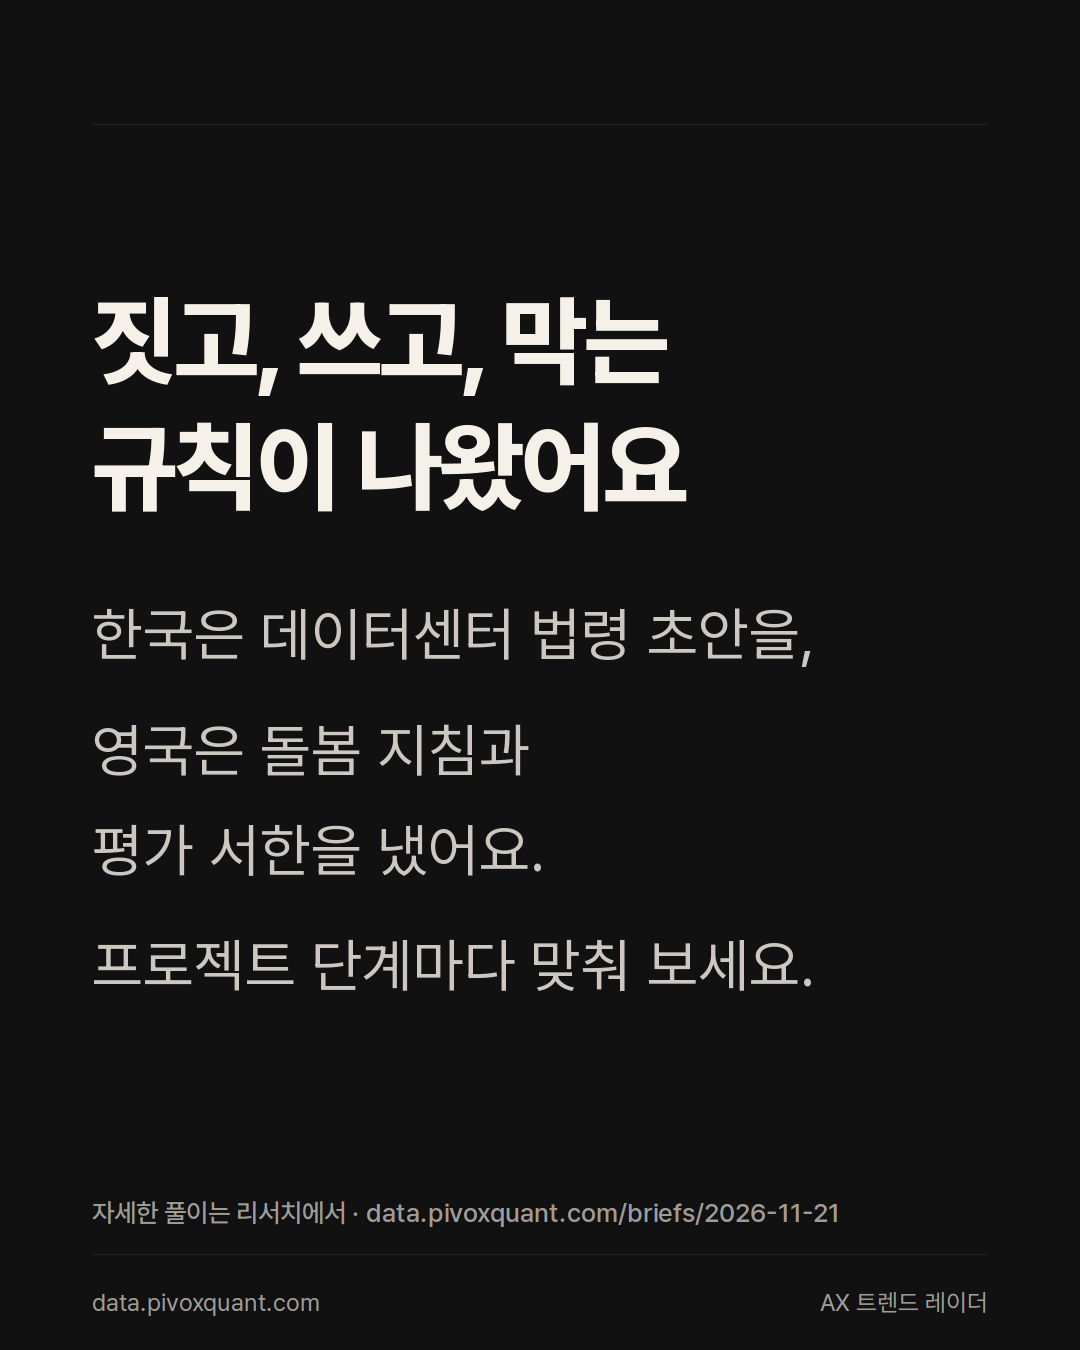 짓고, 쓰고, 막는
규칙이 나왔어요
한국은 데이터센터 법령 초안을,
영국은 돌봄 지침과
평가 서한을 냈어요.
프로젝트 단계마다 맞춰 보세요.
자세한 풀이는 리서치에서 · data.pivoxquant.com/briefs/2026-11-21
data.pivoxquant.com
AX 트렌드 레이더